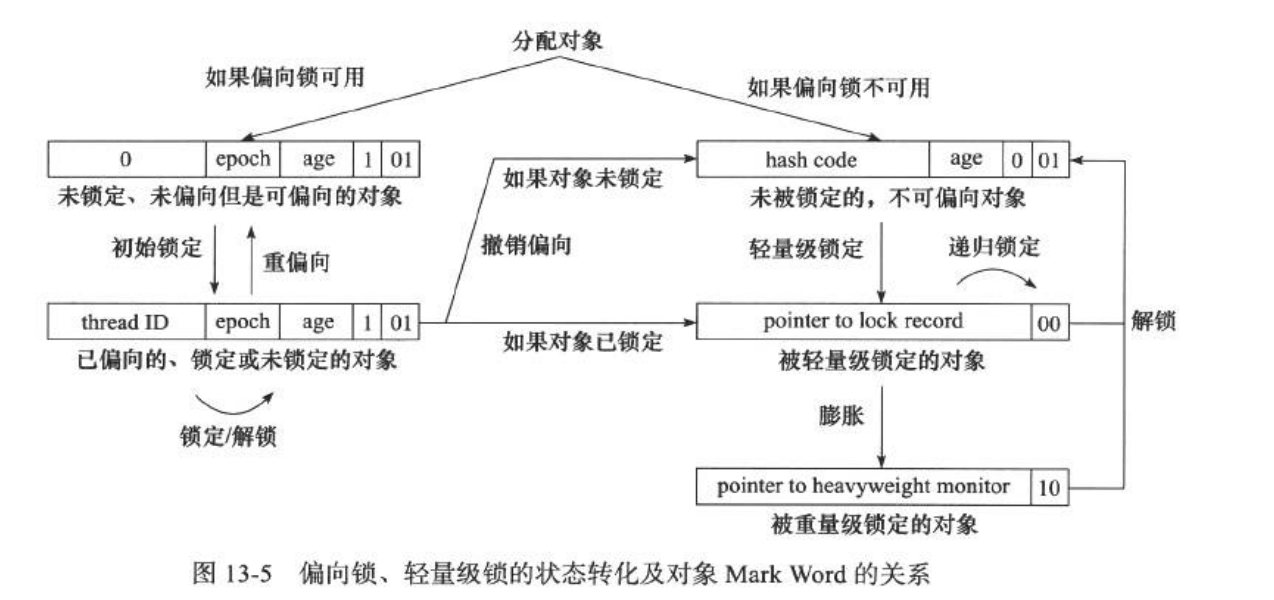 分配对象
如果偏向锁可用
如果偏向锁不可用
0 epoch age 1 01
hash code age 0 01
未锁定、未偏向但是可偏向的对象
如果对象未锁定
未被锁定的，不可偏向对象
初始锁定
重偏向
撤销偏向
轻量级锁定
递归锁定
thread ID epoch age 1 01
pointer to lock record 00
解锁
已偏向的、锁定或未锁定的对象
如果对象已锁定
被轻量级锁定的对象
锁定/解锁
膨胀
pointer to heavyweight monitor 10
被重量级锁定的对象
图 13-5 偏向锁、轻量级锁的状态转化及对象 Mark Word 的关系